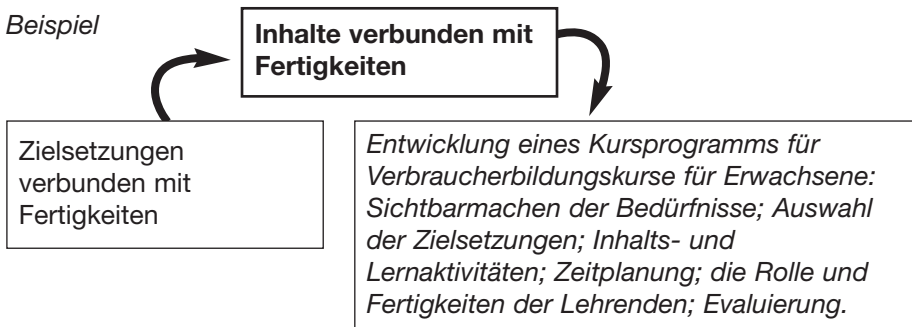 Beispiel
Inhalte verbunden mit
Fertigkeiten
Zielsetzungen
verbunden mit
Fertigkeiten
Entwicklung eines Kursprogramms für
Verbraucherbildungskurse für Erwachsene:
Sichtbarmachen der Bedürfnisse; Auswahl
der Zielsetzungen; Inhalts- und
Lernaktivitäten; Zeitplanung; die Rolle und
Fertigkeiten der Lehrenden; Evaluierung.